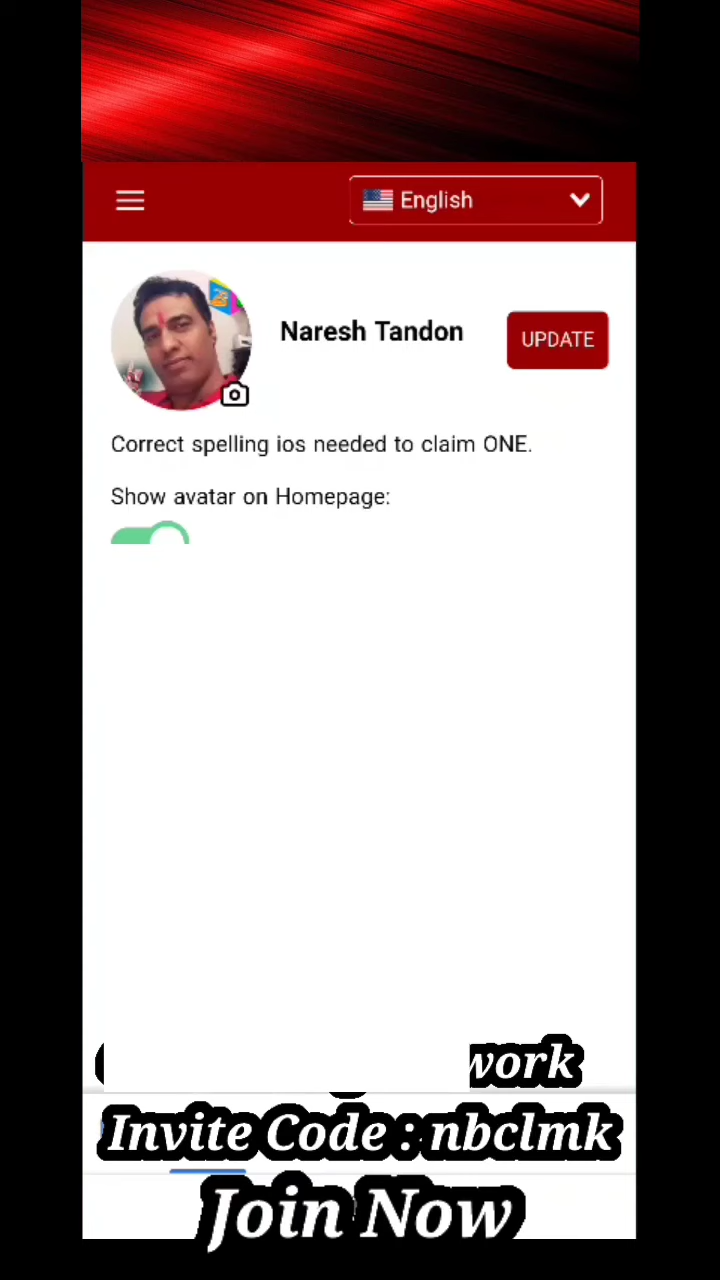 English
Naresh Tandon
UPDATE
Correct spelling ios needed to claim ONE.
Show avatar on Homepage:
Invite Code : nbclmk
Join Now